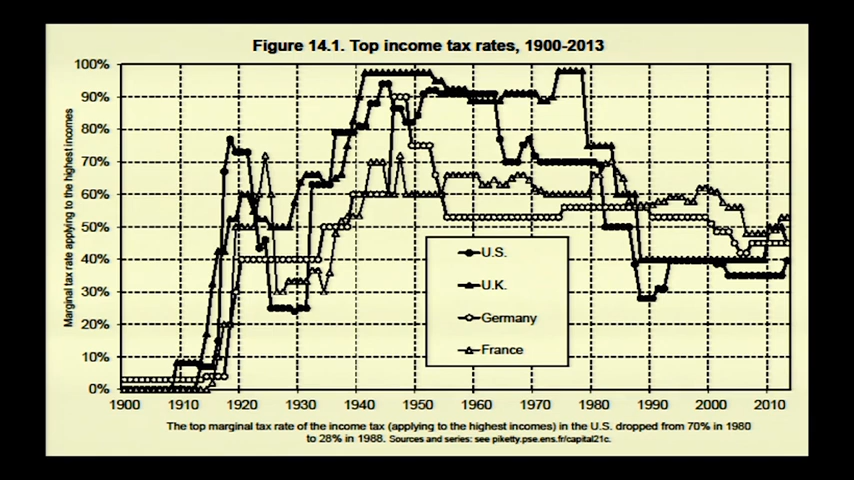 Figure 14.1. Top income tax rates, 1900-2013
Marginal tax rate applying to the highest incomes
100%
90%
80%
70%
60%
50%
40%
30%
20%
10%
0%
U.S.
U.K.
Germany
France
1900 1910 1920 1930 1940 1950 1960 1970 1980 1990 2000 2010
The top marginal tax rate of the income tax (applying to the highest incomes) in the U.S. dropped from 70% in 1980
to 28% in 1988. Sources and series: see piketty.pse.ens.fr/capital21c.